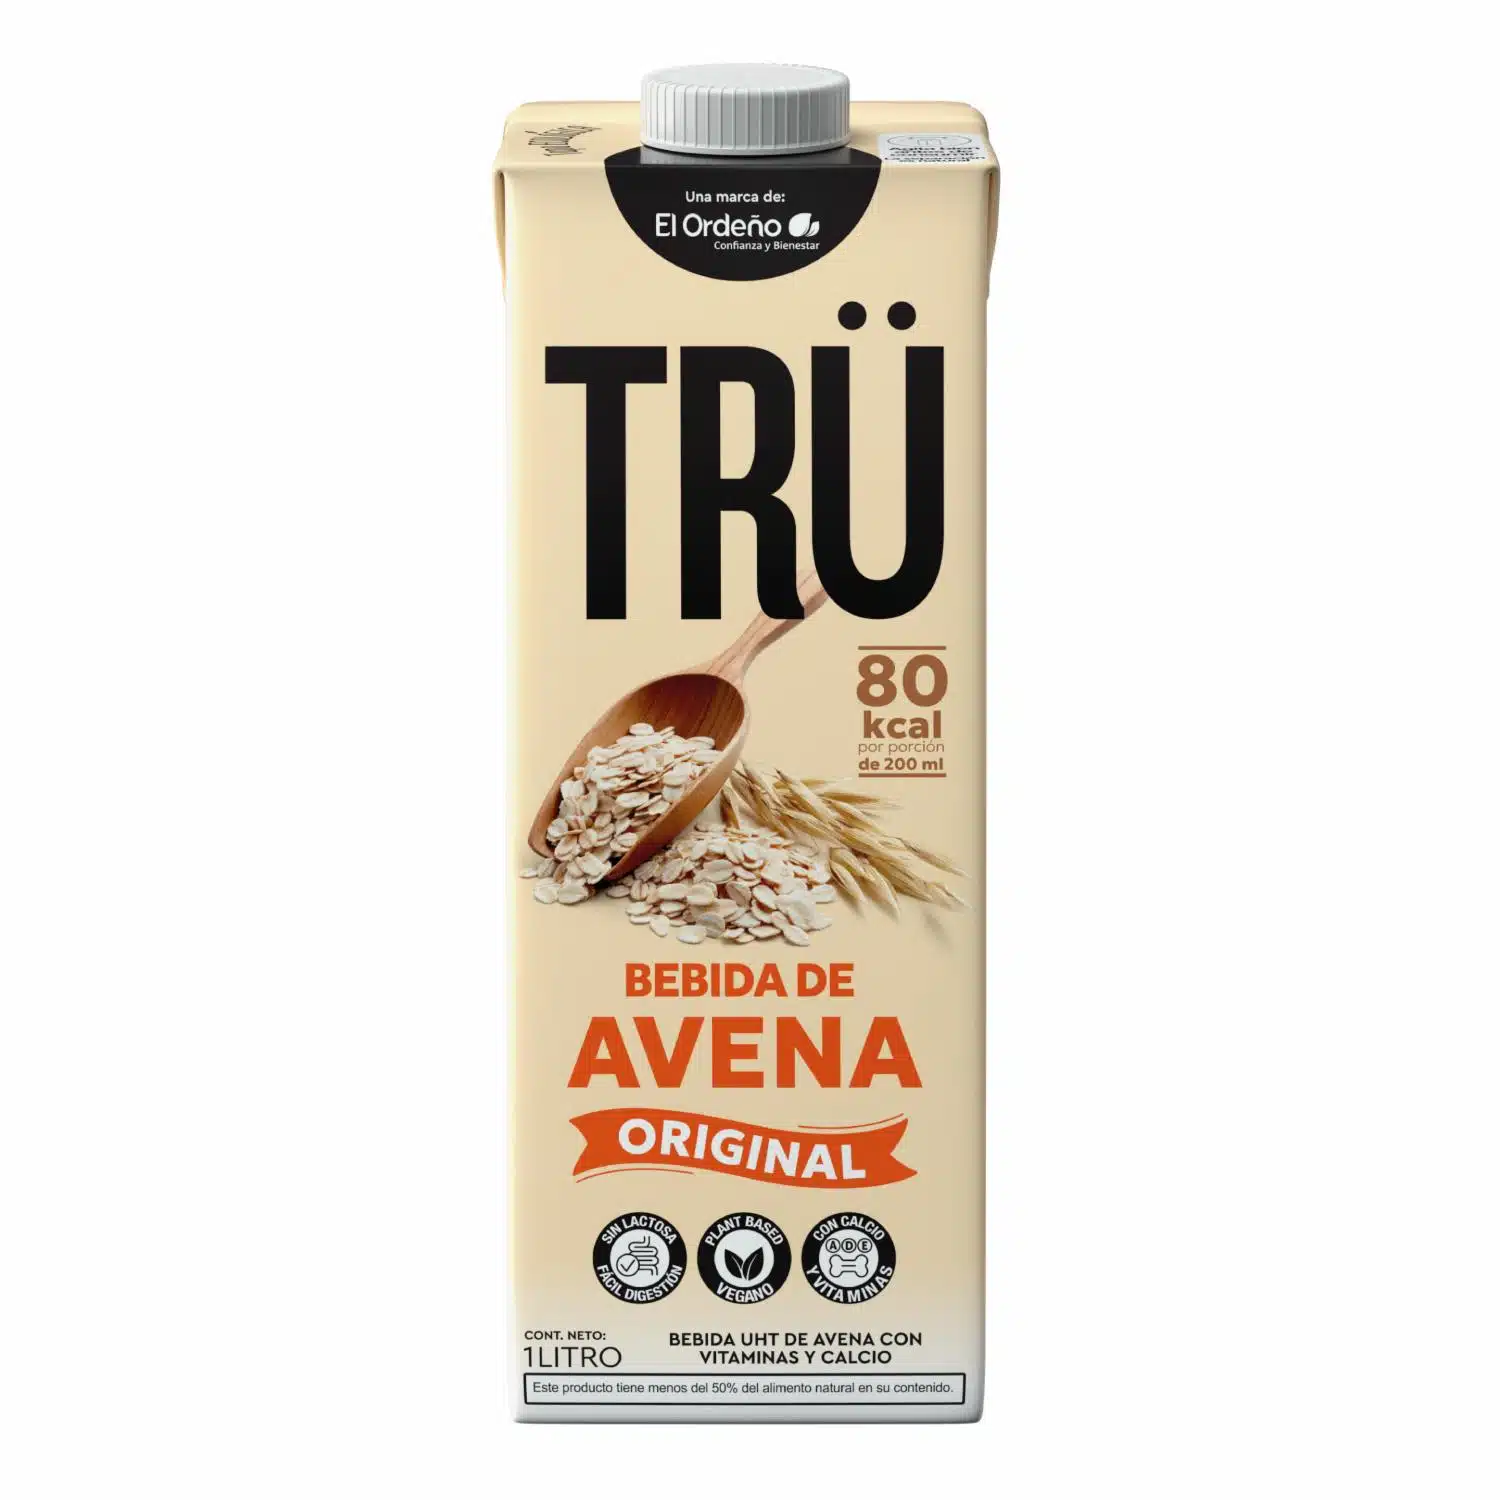 Una marca de:
El Ordeño
Confianza y Bienestar
TRÜ
80
kcal
por porción
de 200 ml
BEBIDA DE
AVENA
ORIGINAL
SIN LACTOSA
FÁCIL DIGESTIÓN
PLANT BASED
VEGANO
CON CALCIO
A D E
Y VITAMINAS
CONT. NETO:
1 LITRO
BEBIDA UHT DE AVENA CON
VITAMINAS Y CALCIO
Este producto tiene menos del 50% del alimento natural en su contenido.